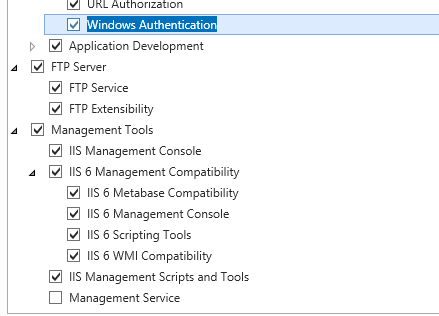 URL Authorization
Windows Authentication
Application Development
FTP Server
FTP Service
FTP Extensibility
Management Tools
IIS Management Console
IIS 6 Management Compatibility
IIS 6 Metabase Compatibility
IIS 6 Management Console
IIS 6 Scripting Tools
IIS 6 WMI Compatibility
IIS Management Scripts and Tools
Management Service